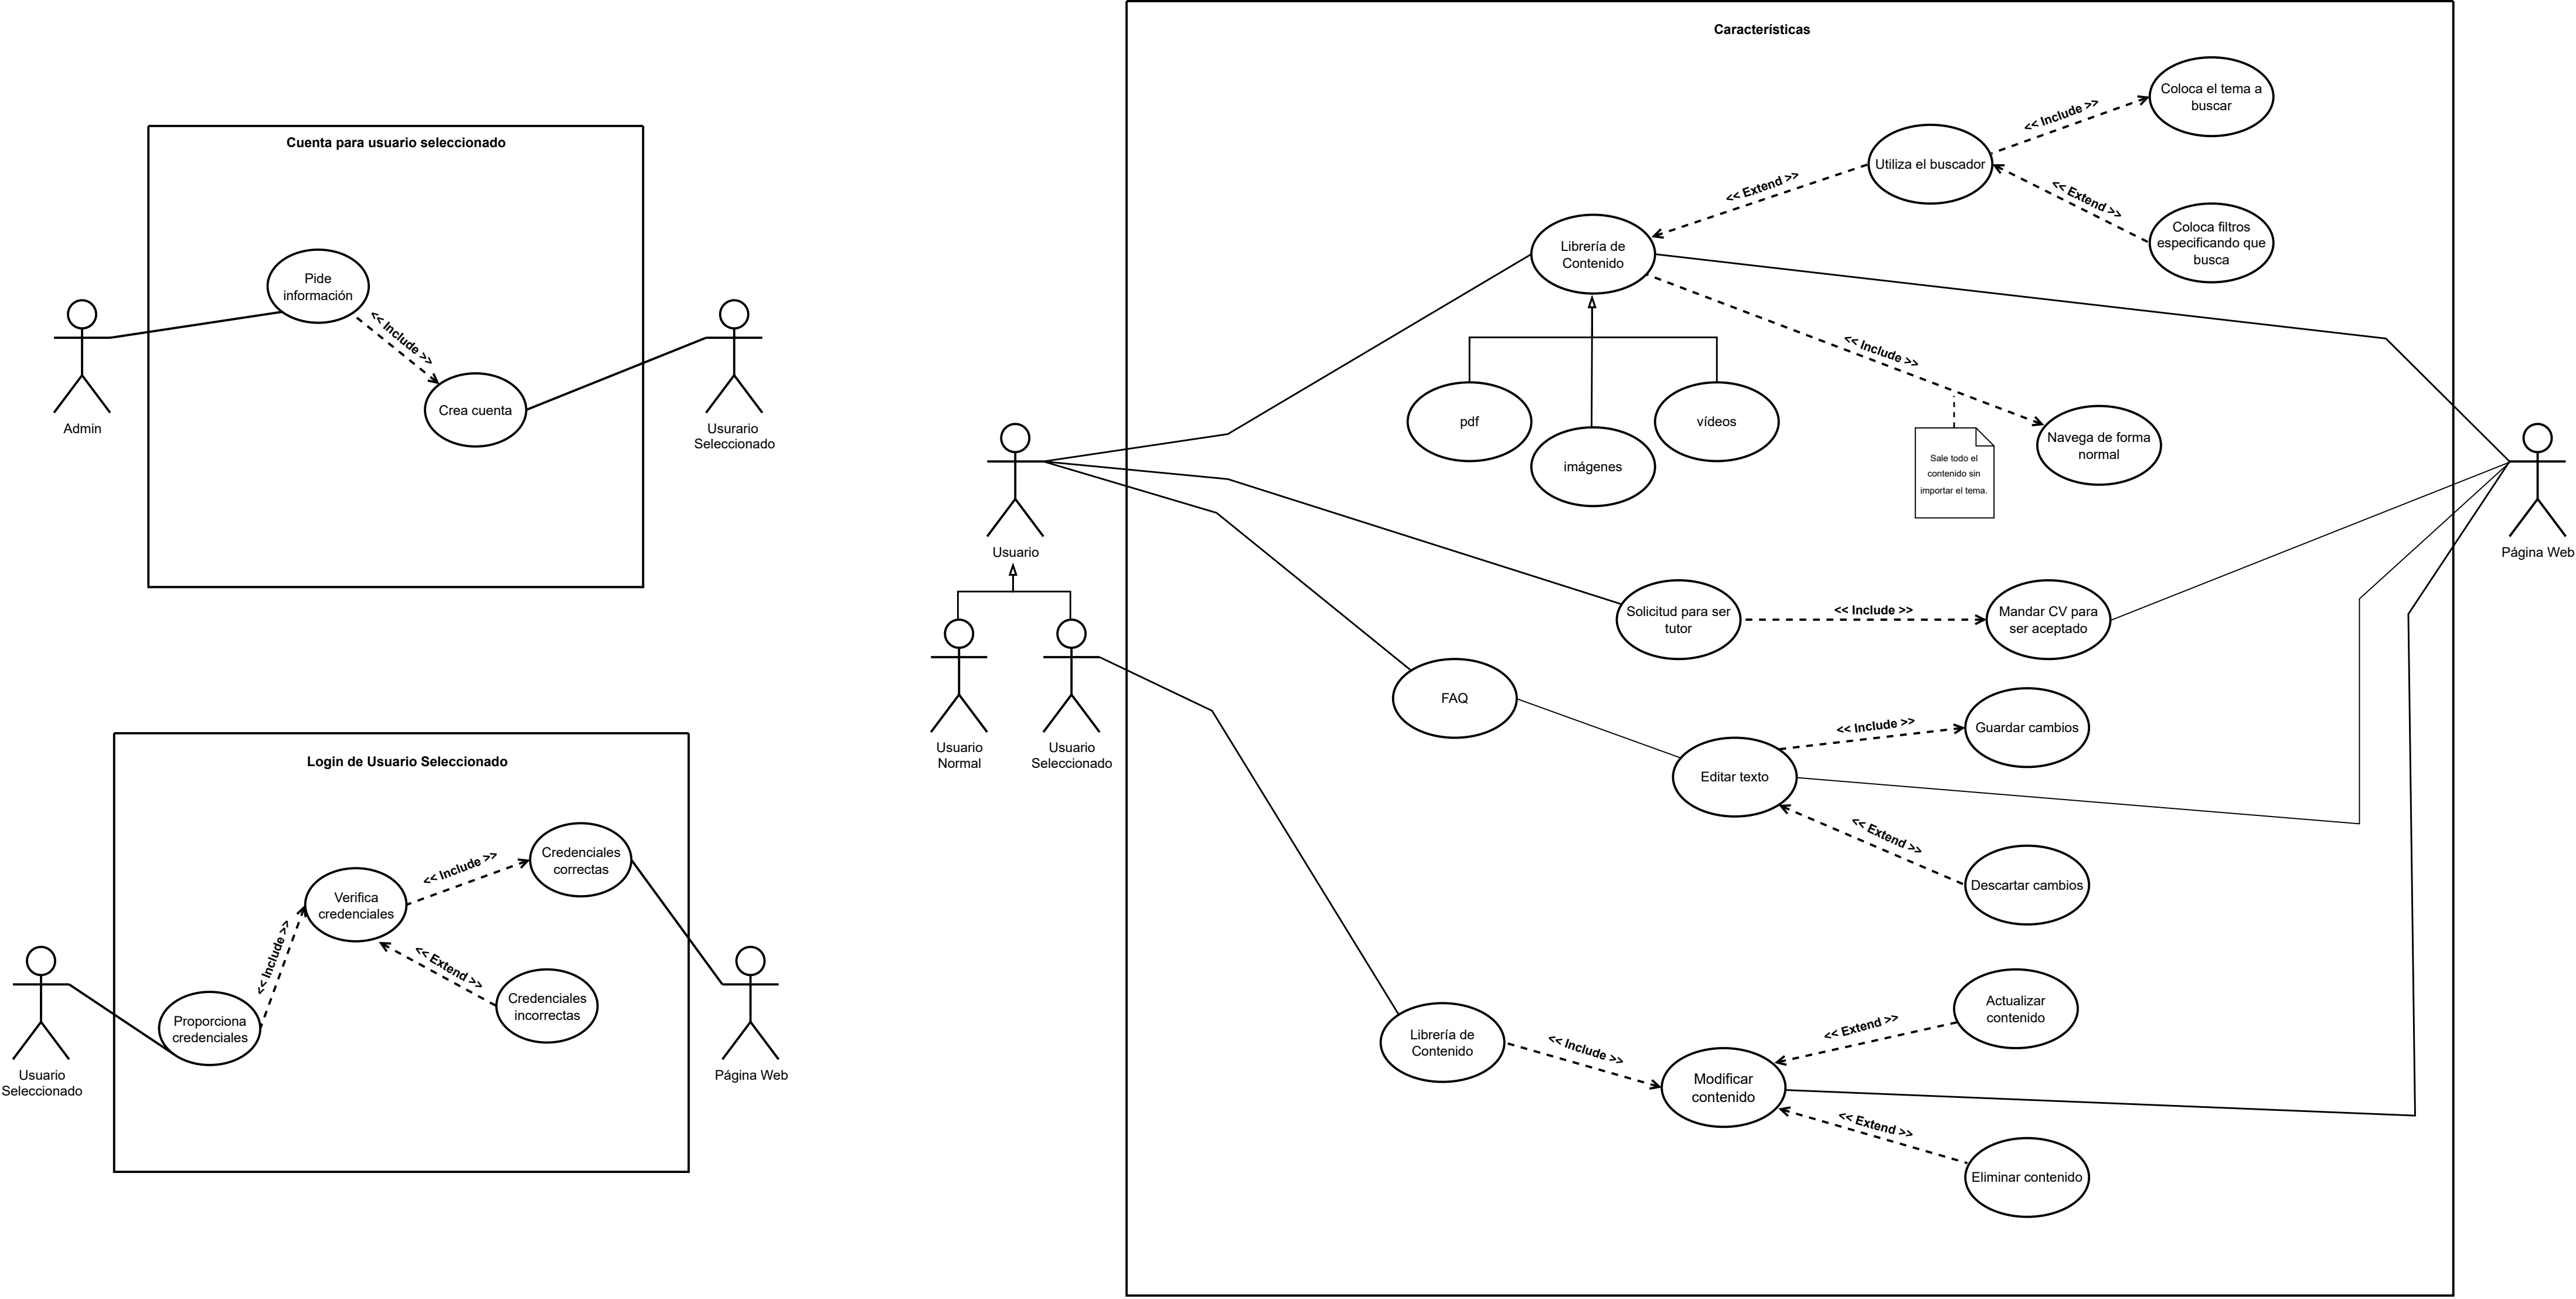 Cuenta para usuario seleccionado
Pide
información
<< Include >>
Crea cuenta
Admin
Usurario
Seleccionado
Login de Usuario Seleccionado
Credenciales
correctas
<< Include >>
Verifica
credenciales
<< Include >>
<< Extend >>
Credenciales
incorrectas
Proporciona
credenciales
Usuario
Seleccionado
Página Web
Características
Coloca el tema a
buscar
<< Include >>
Utiliza el buscador
<< Extend >>
<< Extend >>
Coloca filtros
especificando que
busca
Librería de
Contenido
<< Include >>
pdf
imágenes
vídeos
Navega de forma
normal
Sale todo el
contenido sin
importar el tema.
Usuario
Página Web
Solicitud para ser
tutor
<< Include >>
Mandar CV para
ser aceptado
Usuario
Normal
Usuario
Seleccionado
FAQ
<< Include >>
Guardar cambios
Editar texto
<< Extend >>
Descartar cambios
Librería de
Contenido
<< Include >>
Actualizar
contenido
<< Extend >>
Modificar
contenido
<< Extend >>
Eliminar contenido